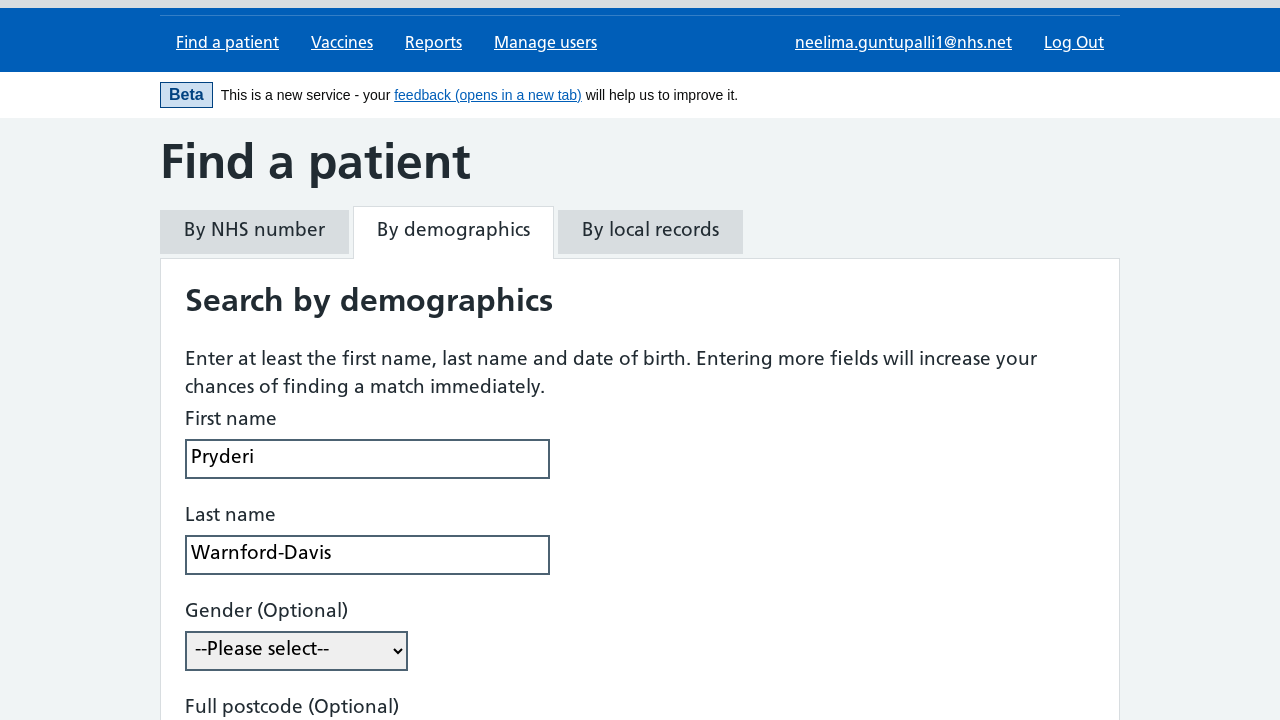 Find a patient Vaccines Reports Manage users neelima.guntupalli1@nhs.net Log Out
Beta This is a new service - your feedback (opens in a new tab) will help us to improve it.
Find a patient
By NHS number By demographics By local records
Search by demographics
Enter at least the first name, last name and date of birth. Entering more fields will increase your
chances of finding a match immediately.
First name
Pryderi
Last name
Warnford-Davis
Gender (Optional)
--Please select--
Full postcode (Optional)